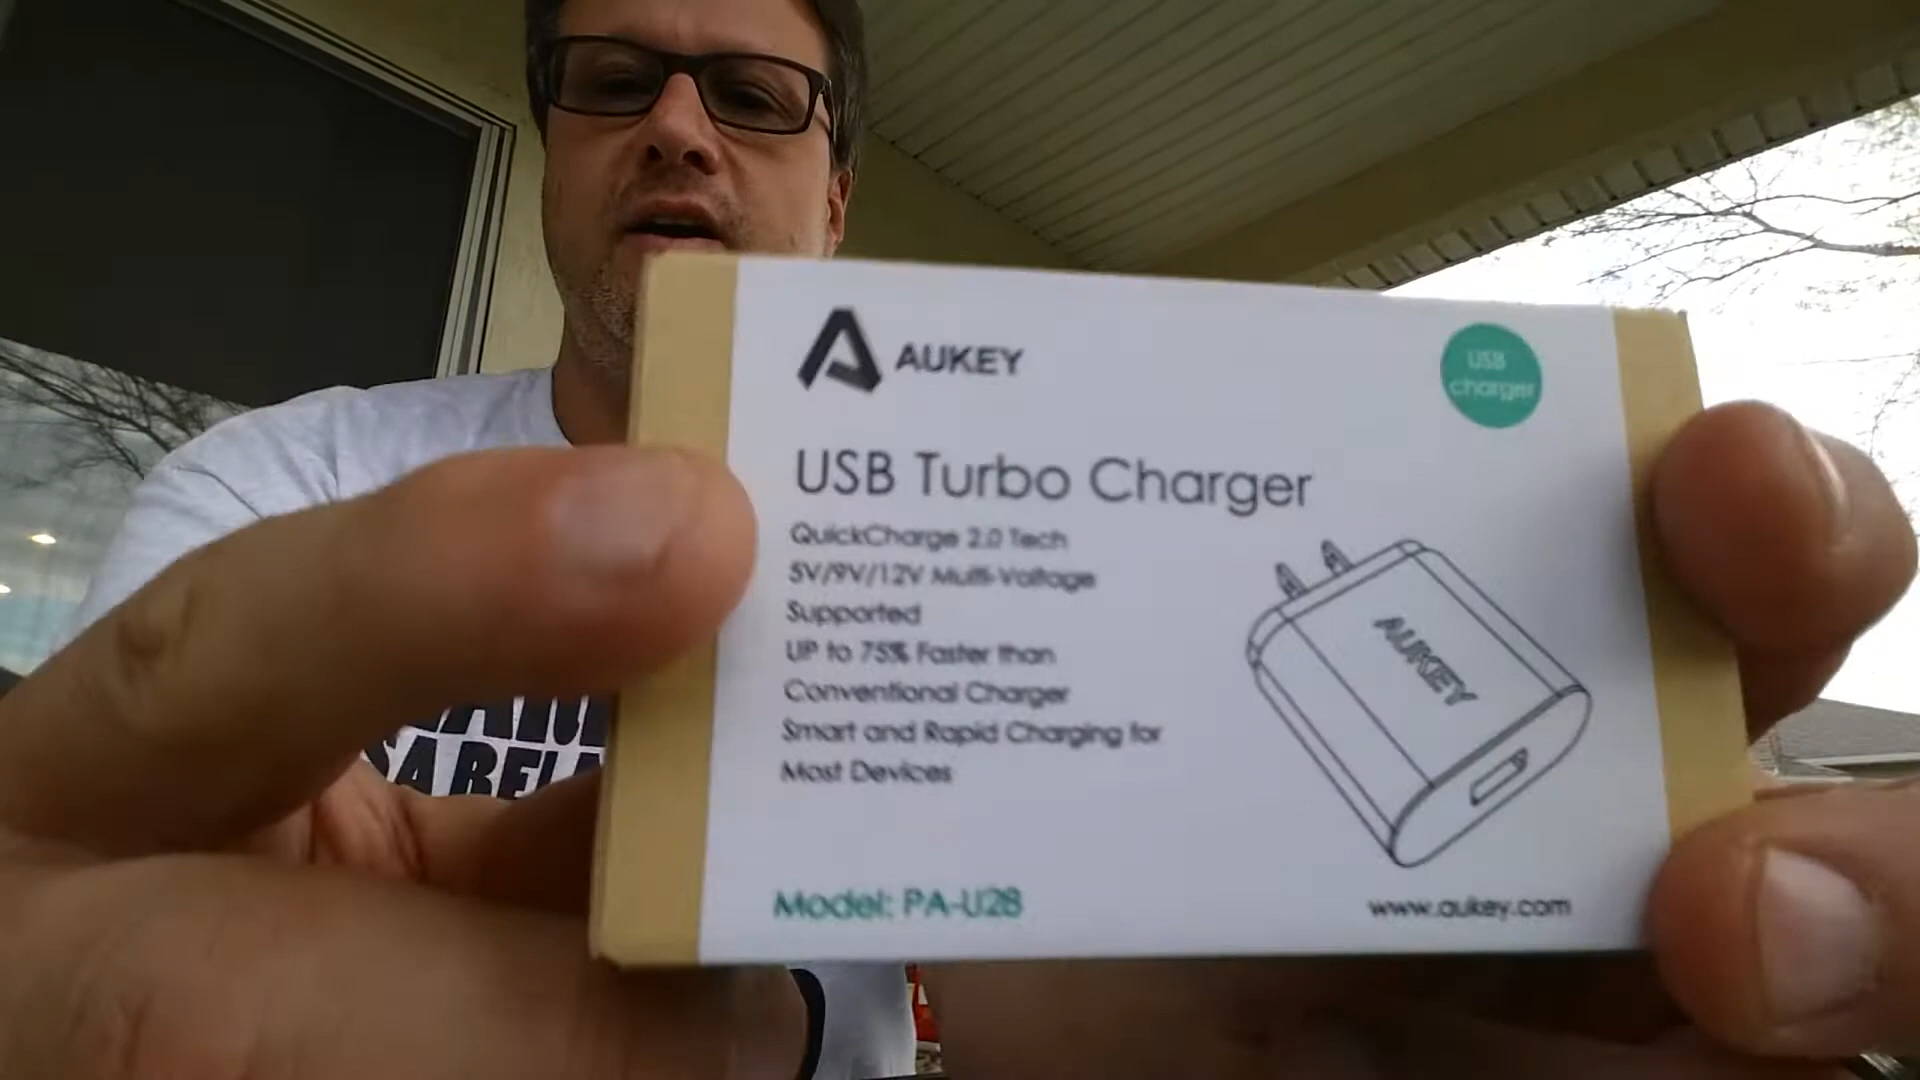 AUKEY
USB
charger
USB Turbo Charger
QuickCharge 2.0 Tech
5V/9V/12V Multi-Voltage
Supported
UP to 75% Faster than
Conventional Charger
Smart and Rapid Charging for
Most Devices
AUKEY
Model: PA-U28
www.aukey.com